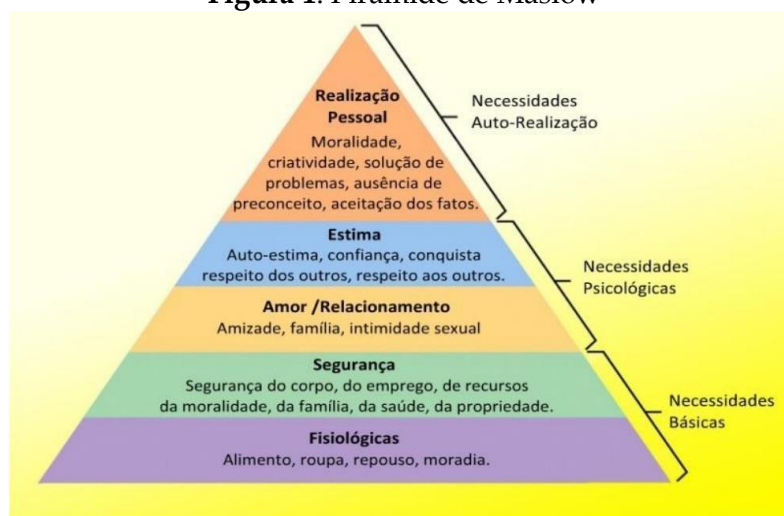 Figura 1. Pirâmide de Maslow
Realização
Pessoal
Moralidade,
criatividade, solução de
problemas, ausência de
preconceito, aceitação dos fatos.
Necessidades
Auto-Realização
Estima
Auto-estima, confiança, conquista
respeito dos outros, respeito aos outros.
Necessidades
Psicológicas
Amor /Relacionamento
Amizade, família, intimidade sexual
Segurança
Segurança do corpo, do emprego, de recursos
da moralidade, da família, da saúde, da propriedade.
Necessidades
Básicas
Fisiológicas
Alimento, roupa, repouso, moradia.